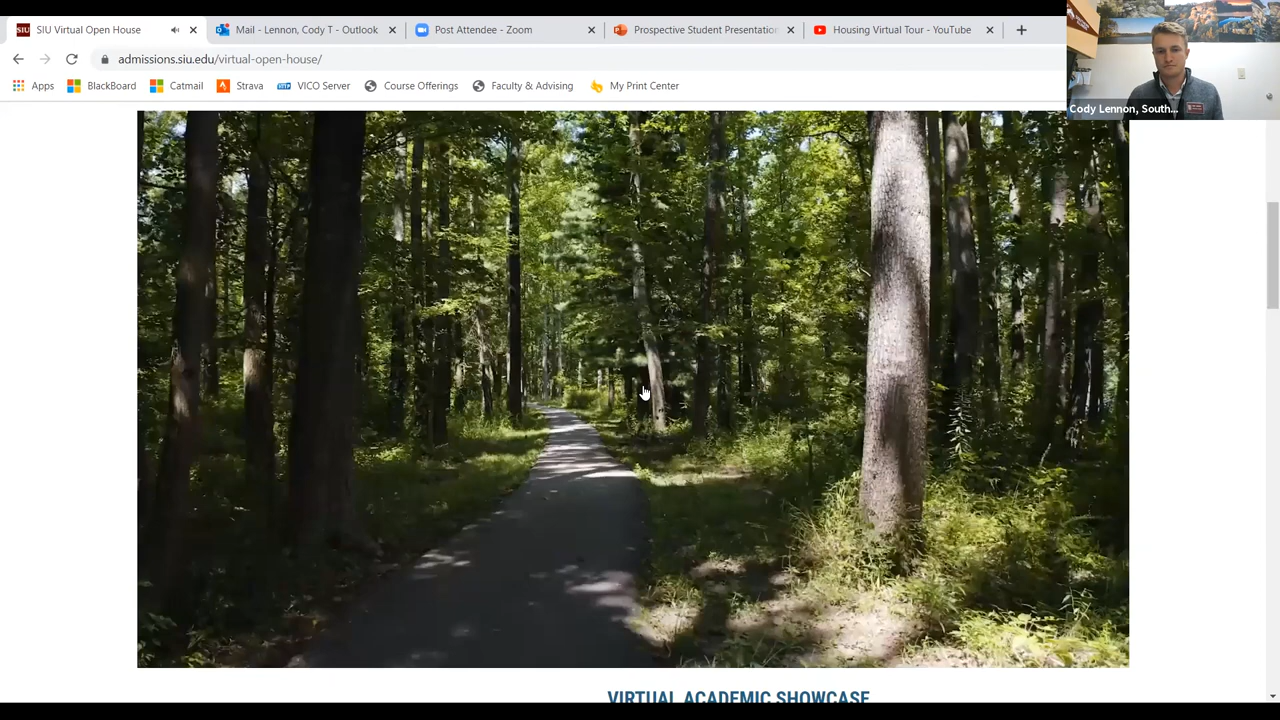 SIU SIU Virtual Open House
Mail - Lennon, Cody T - Outlook
Post Attendee - Zoom
Prospective Student Presentation
Housing Virtual Tour - YouTube
admissions.siu.edu/virtual-open-house/
Apps
BlackBoard
Catmail
Strava
VICO Server
Course Offerings
Faculty & Advising
My Print Center
Cody Lennon, South...
VIRTUAL ACADEMIC SHOWCASE